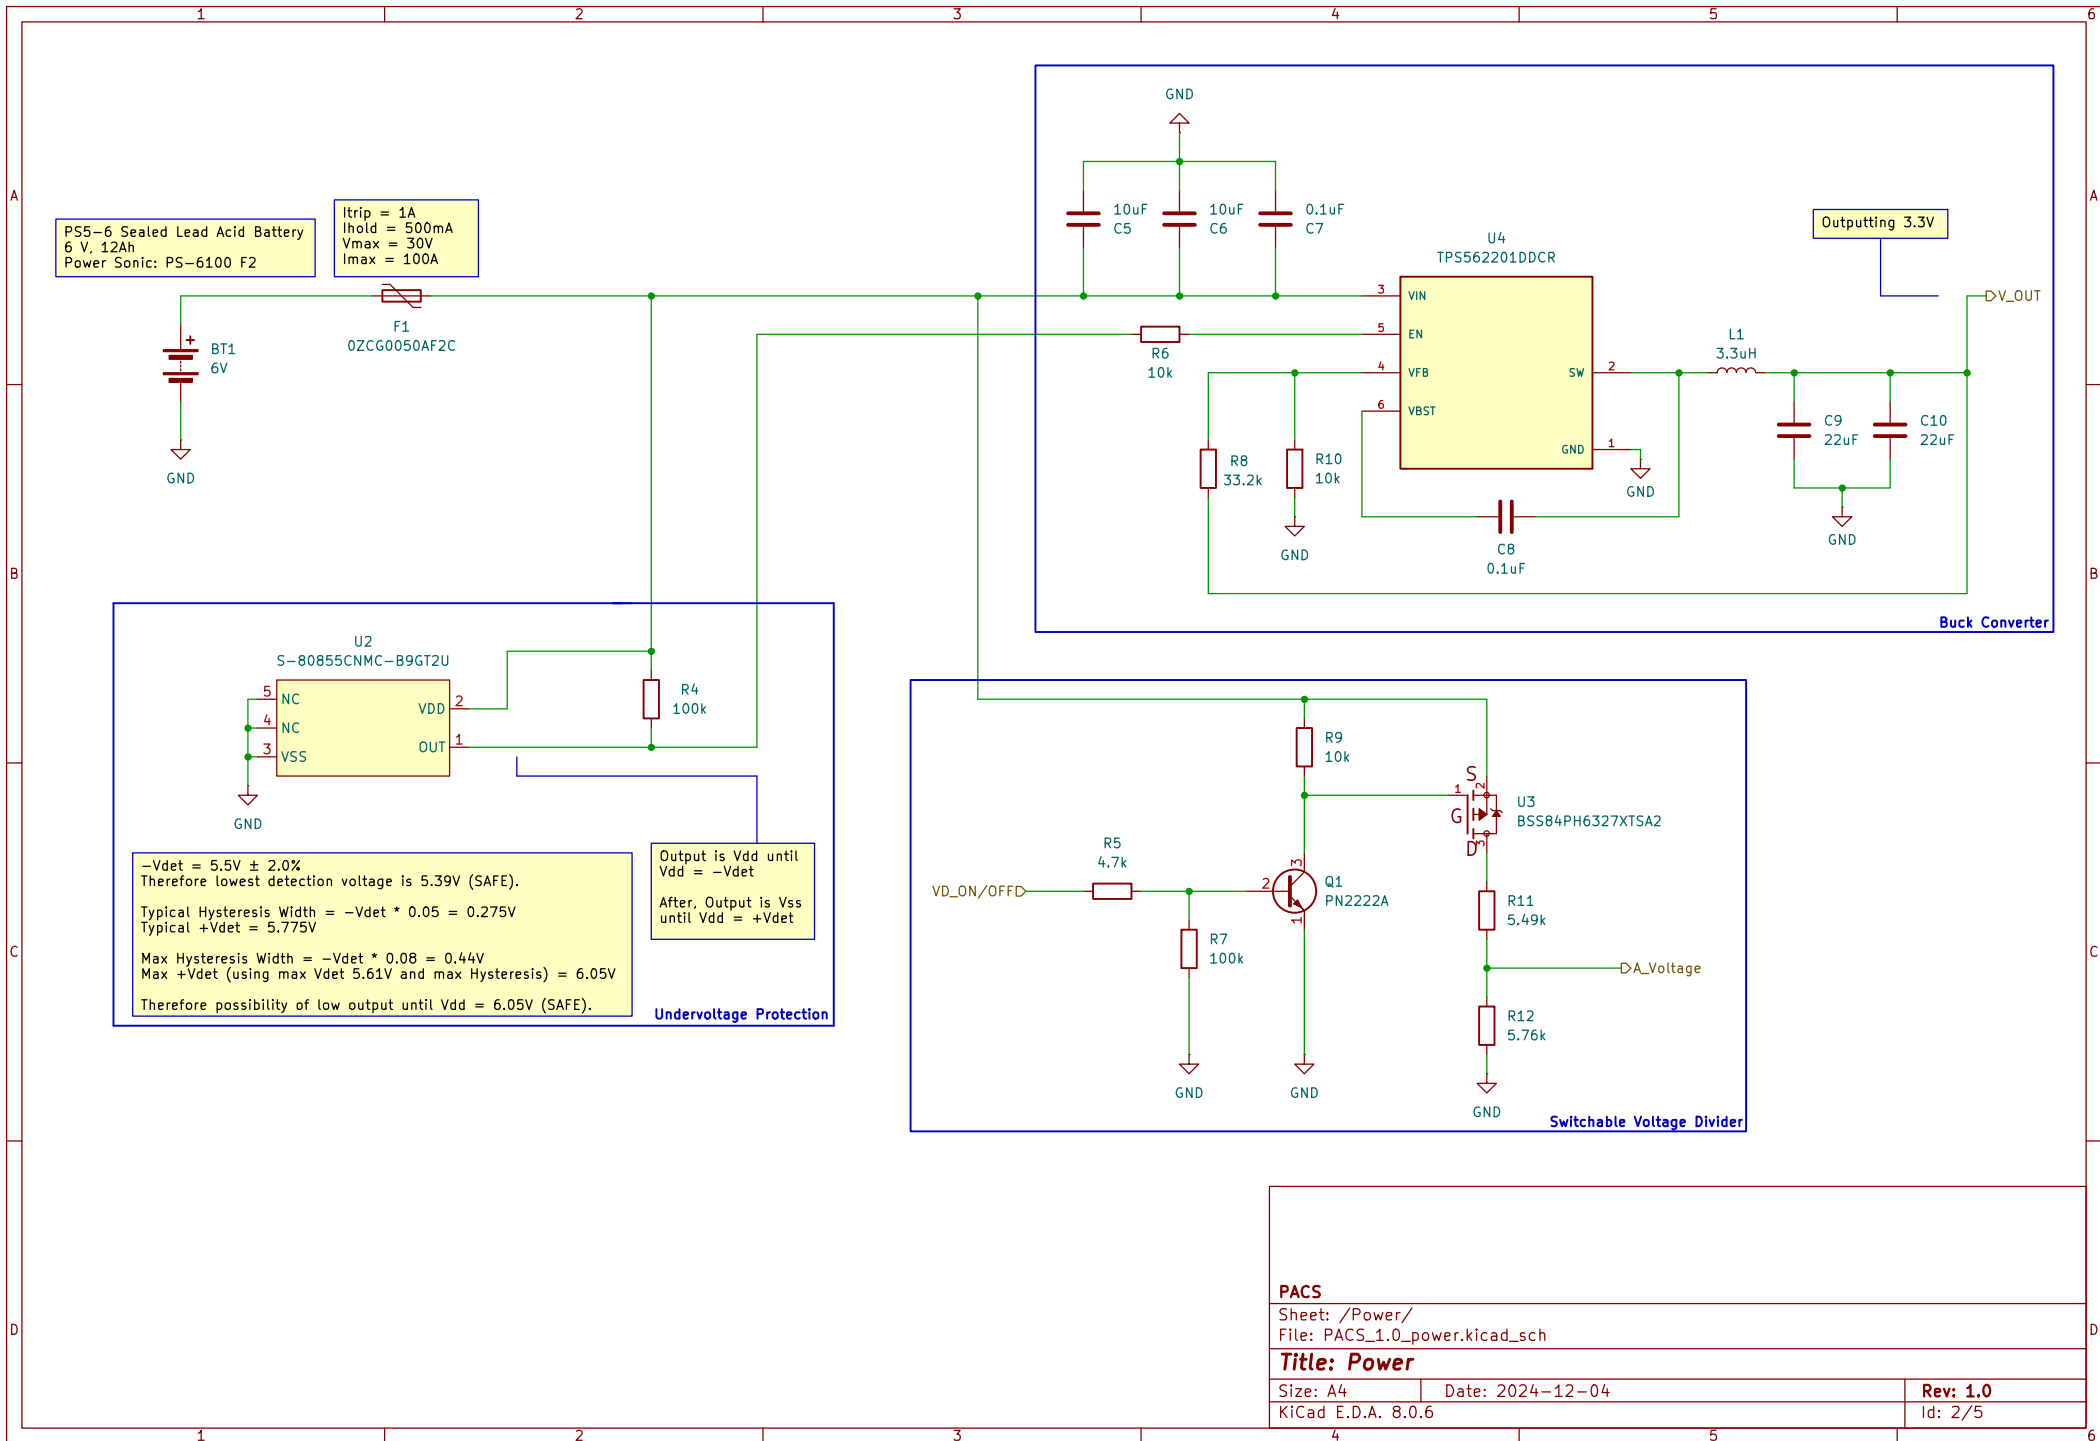 1 2 3 4 5 6
A
B
C
D
A
B
C
D
1 2 3 4 5 6
PS5-6 Sealed Lead Acid Battery
6 V, 12Ah
Power Sonic: PS-6100 F2
Itrip = 1A
Ihold = 500mA
Vmax = 30V
Imax = 100A
F1
0ZCG0050AF2C
+
BT1
6V
GND
GND
10uF
C5
10uF
C6
0.1uF
C7
U4
TPS562201DDCR
3 VIN
5 EN
4 VFB
6 VBST
SW 2
GND 1
GND
R6
10k
R8
33.2k
R10
10k
GND
C8
0.1uF
L1
3.3uH
C9
22uF
C10
22uF
GND
Outputting 3.3V
V_OUT
Buck Converter
U2
S-80855CNMC-B9GT2U
5 NC
4 NC
3 VSS
VDD 2
OUT 1
GND
R4
100k
-Vdet = 5.5V ± 2.0%
Therefore lowest detection voltage is 5.39V (SAFE).
Typical Hysteresis Width = -Vdet * 0.05 = 0.275V
Typical +Vdet = 5.775V
Max Hysteresis Width = -Vdet * 0.08 = 0.44V
Max +Vdet (using max Vdet 5.61V and max Hysteresis) = 6.05V
Therefore possibility of low output until Vdd = 6.05V (SAFE).
Output is Vdd until
Vdd = -Vdet
After, Output is Vss
until Vdd = +Vdet
Undervoltage Protection
VD_ON/OFF
R5
4.7k
R7
100k
GND
R9
10k
2
3
1
Q1
PN2222A
GND
S
G
D
1
2
3
U3
BSS84PH6327XTSA2
R11
5.49k
A_Voltage
R12
5.76k
GND
Switchable Voltage Divider
PACS
Sheet: /Power/
File: PACS_1.0_power.kicad_sch
Title: Power
Size: A4
Date: 2024-12-04
Rev: 1.0
KiCad E.D.A. 8.0.6
Id: 2/5